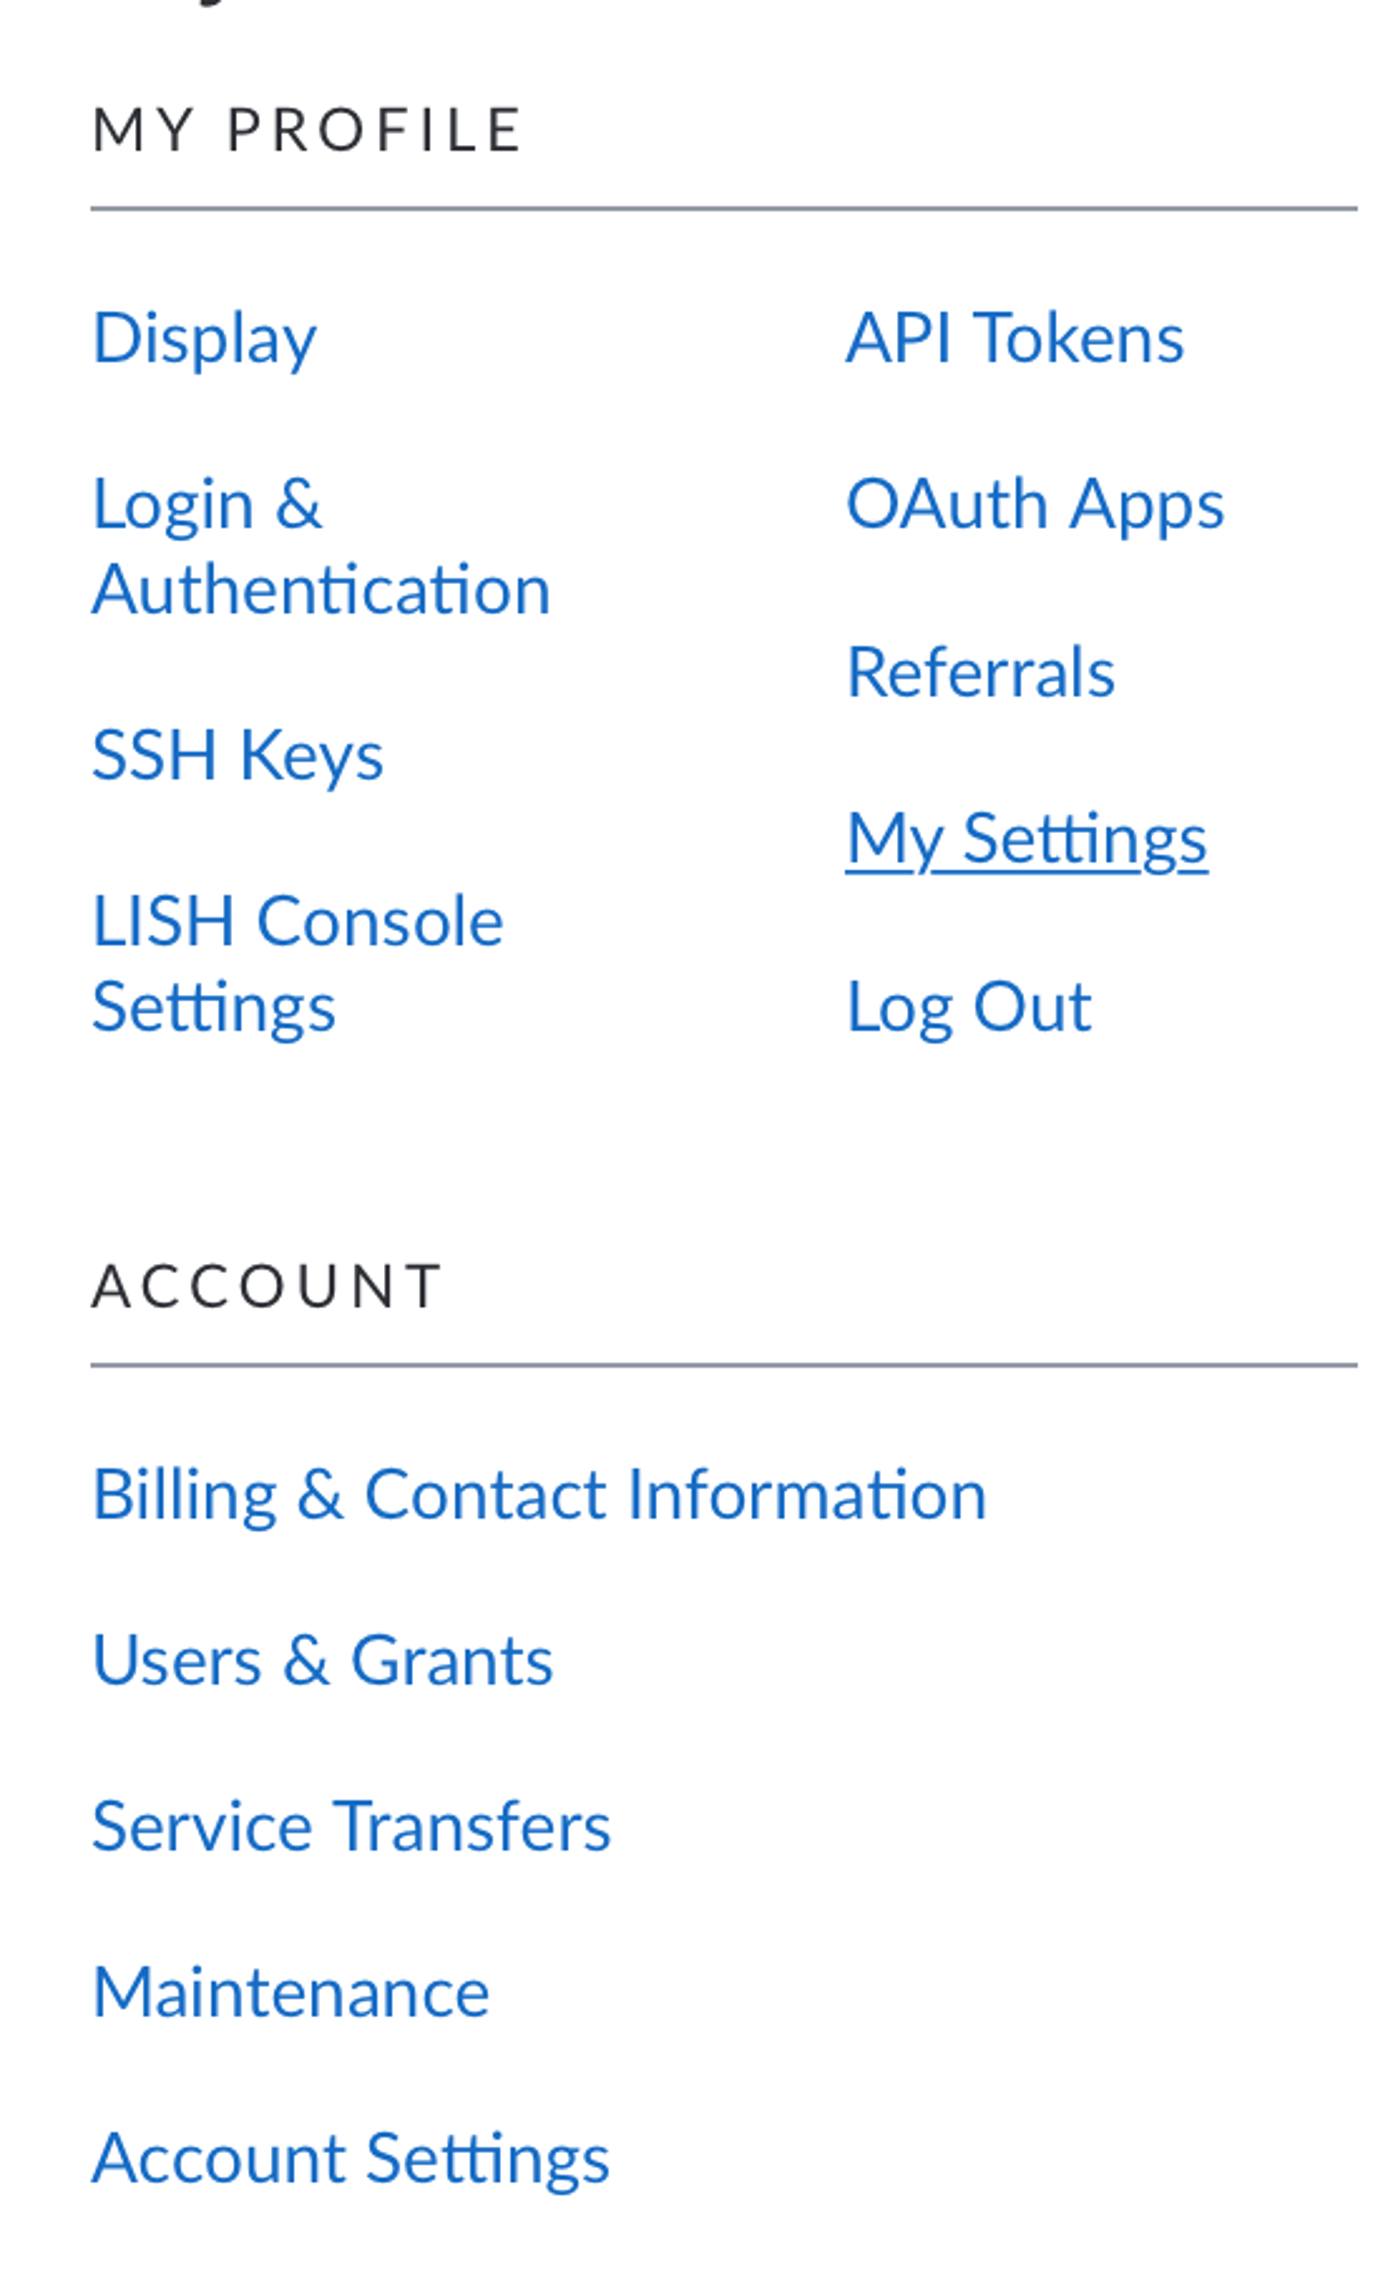 MY PROFILE
Display
Login &
Authentication
SSH Keys
LISH Console
Settings
API Tokens
OAuth Apps
Referrals
My Settings
Log Out
ACCOUNT
Billing & Contact Information
Users & Grants
Service Transfers
Maintenance
Account Settings